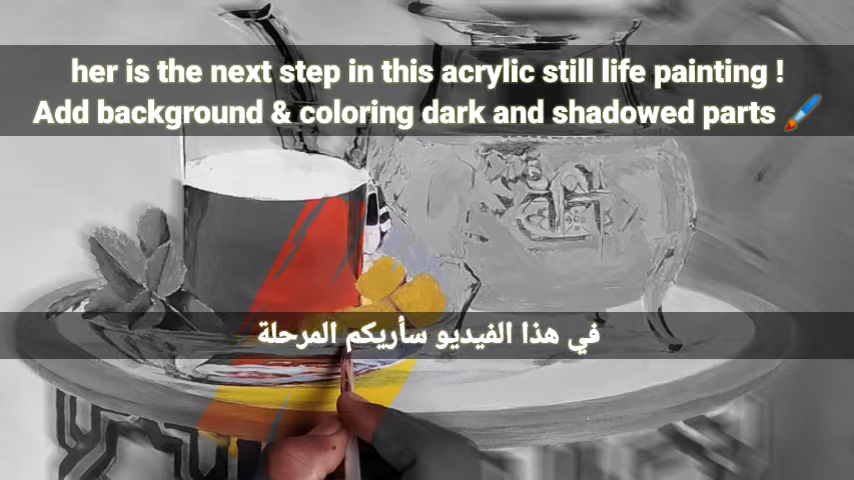 her is the next step in this acrylic still life painting !
Add background & coloring dark and shadowed parts 🖌️
في هذا الفيديو سأريكم المرحلة